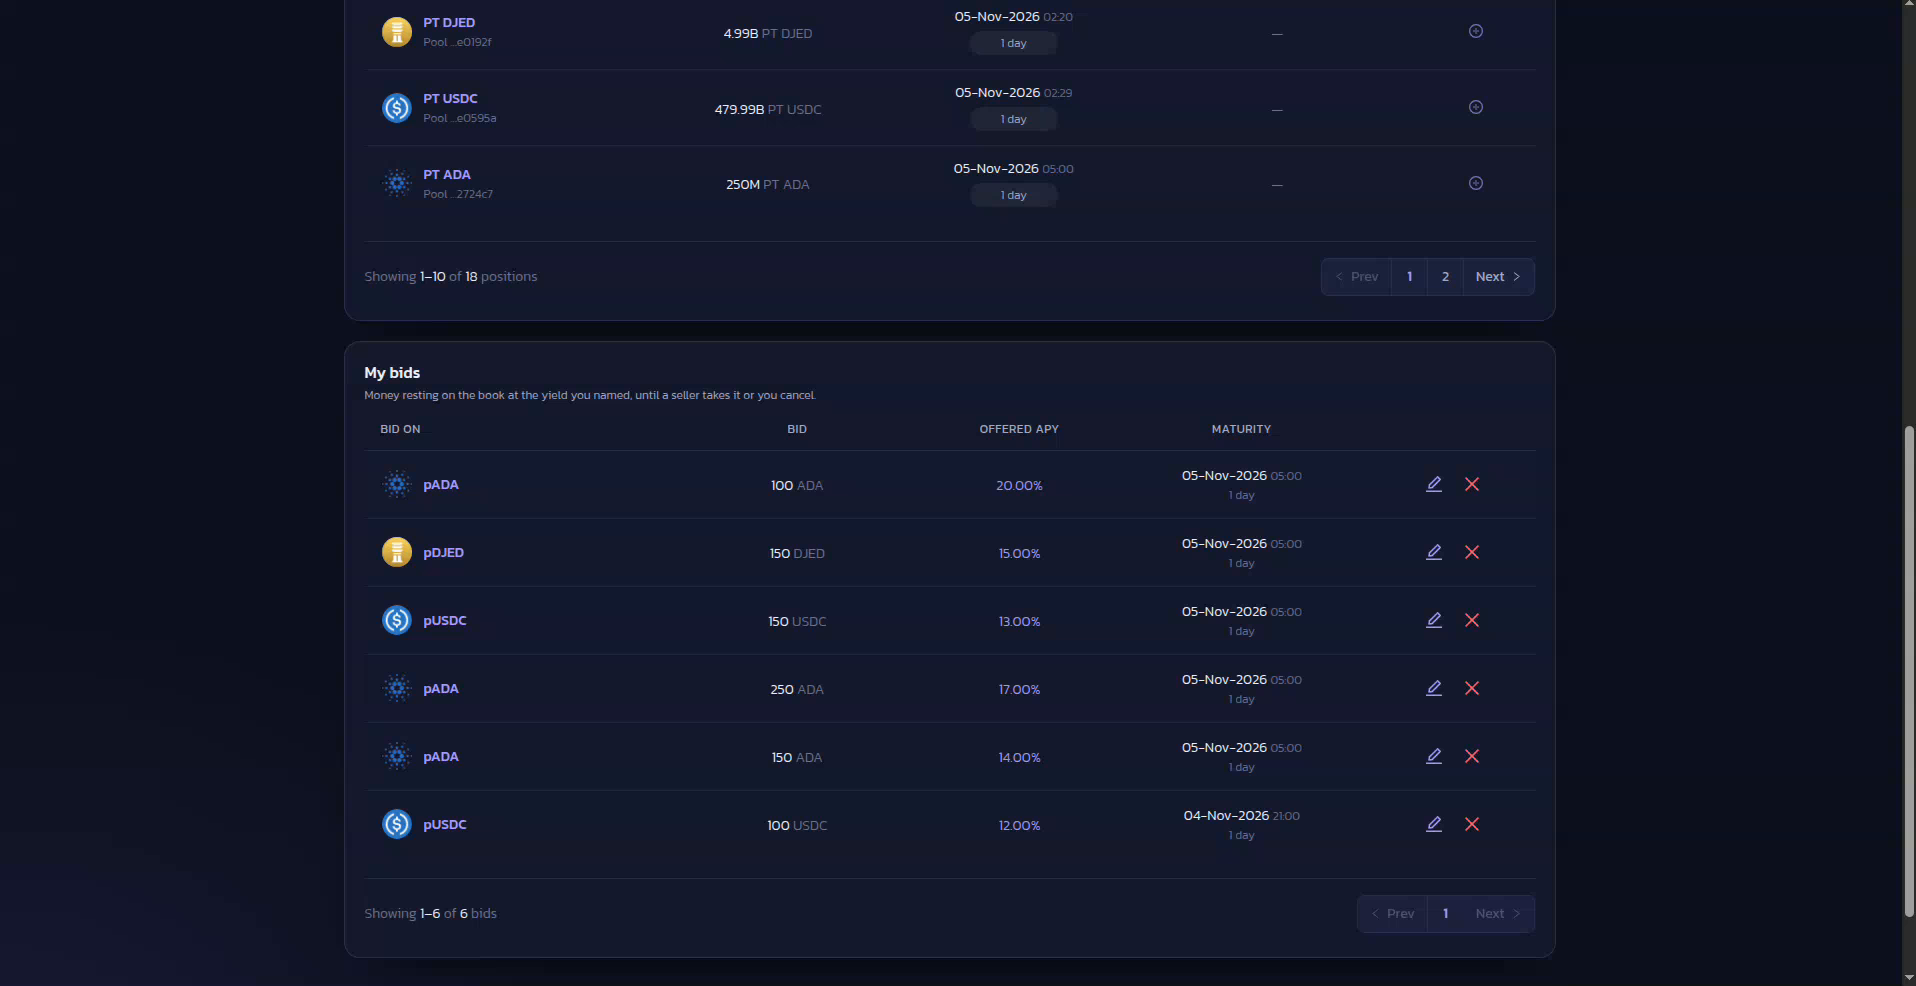 PT DJED
Pool ...e0192f
4.99B PT DJED
05-Nov-2026 02:20
1 day
—
PT USDC
Pool ...e0595a
479.99B PT USDC
05-Nov-2026 02:29
1 day
—
PT ADA
Pool ...2724c7
250M PT ADA
05-Nov-2026 05:00
1 day
—
Showing 1–10 of 18 positions
< Prev 1 2 Next >
My bids
Money resting on the book at the yield you named, until a seller takes it or you cancel.
BID ON BID OFFERED APY MATURITY
pADA 100 ADA 20.00% 05-Nov-2026 05:00
1 day
pDJED 150 DJED 15.00% 05-Nov-2026 05:00
1 day
pUSDC 150 USDC 13.00% 05-Nov-2026 05:00
1 day
pADA 250 ADA 17.00% 05-Nov-2026 05:00
1 day
pADA 150 ADA 14.00% 05-Nov-2026 05:00
1 day
pUSDC 100 USDC 12.00% 04-Nov-2026 21:00
1 day
Showing 1–6 of 6 bids
< Prev 1 Next >